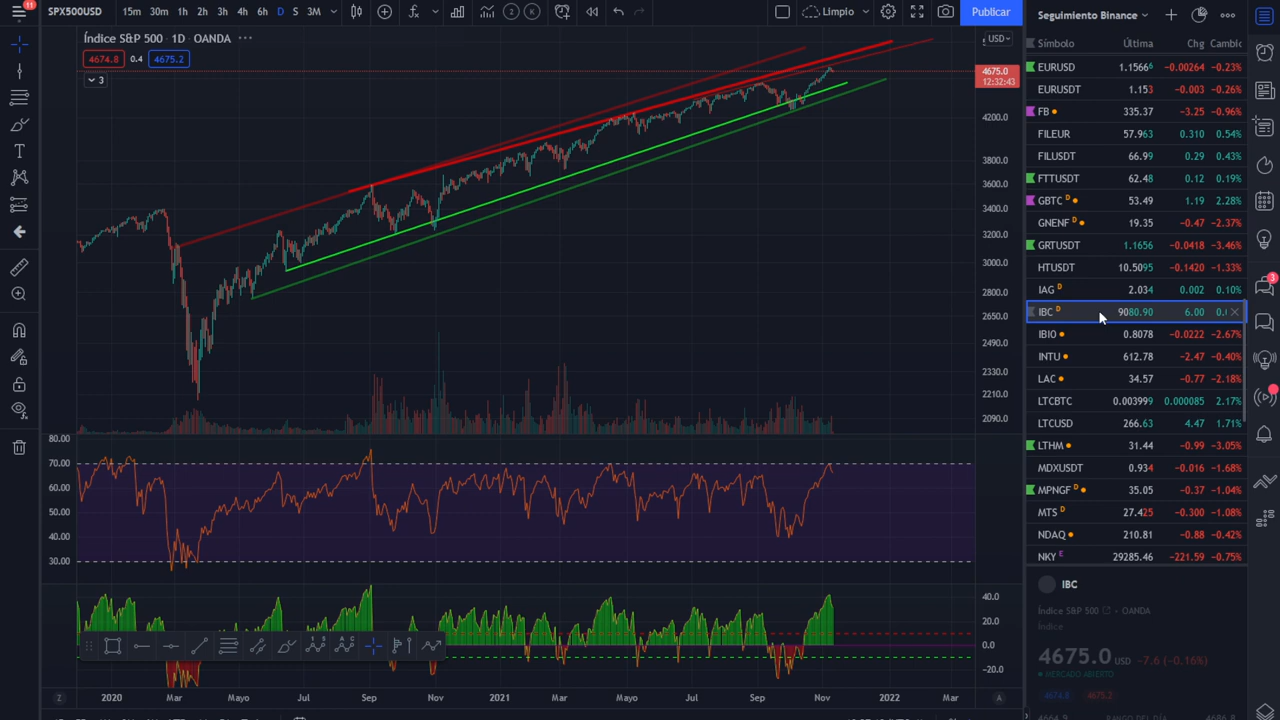 11
SPX500USD 15m 30m 1h 2h 3h 4h 6h D S 3M 2 K Limpio Publicar
Índice S&P 500 · 1D · OANDA ···
4674.8 0.4 4675.2
3
USD
4675.0
12:32:43
4200.0
3800.0
3600.0
3400.0
3200.0
3000.0
2800.0
2650.0
2490.0
2330.0
2210.0
2090.0
80.00
70.00
60.00
50.00
40.00
30.00
40.0
20.0
0.0
-20.0
Z 2020 Mar Mayo Jul Sep Nov 2021 Mar Mayo Jul Sep Nov 2022 Mar A
Seguimiento Binance
Símbolo Última Chg Cambic
EURUSD 1.1566⁶ -0.00264 -0.23%
EURUSDT 1.153 -0.003 -0.26%
FB 335.37 -3.25 -0.96%
FILEUR 57.963 0.310 0.54%
FILUSDT 66.99 0.29 0.43%
FTTUSDT 62.48 0.12 0.19%
GBTC D 53.49 1.19 2.28%
GNENF D 19.35 -0.47 -2.37%
GRTUSDT 1.1656 -0.0418 -3.46%
HTUSDT 10.5095 -0.1420 -1.33%
IAG D 2.034 0.002 0.10%
IBC D 9080.90 6.00
IBIO 0.8078 -0.0222 -2.67%
INTU 612.78 -2.47 -0.40%
LAC 34.57 -0.77 -2.18%
LTCBTC 0.003999 0.000085 2.17%
LTCUSD 266.63 4.47 1.71%
LTHM 31.44 -0.99 -3.05%
MDXUSDT 0.934 -0.016 -1.68%
MPNGF D 35.05 -0.37 -1.04%
MTS D 27.425 -0.300 -1.08%
NDAQ 210.81 -0.88 -0.42%
NKY E 29285.46 -221.59 -0.75%
IBC
Índice S&P 500 · OANDA
Índice
4675.0 USD -7.6 (-0.16%)
MERCADO ABIERTO
4674.8 4675.2
3